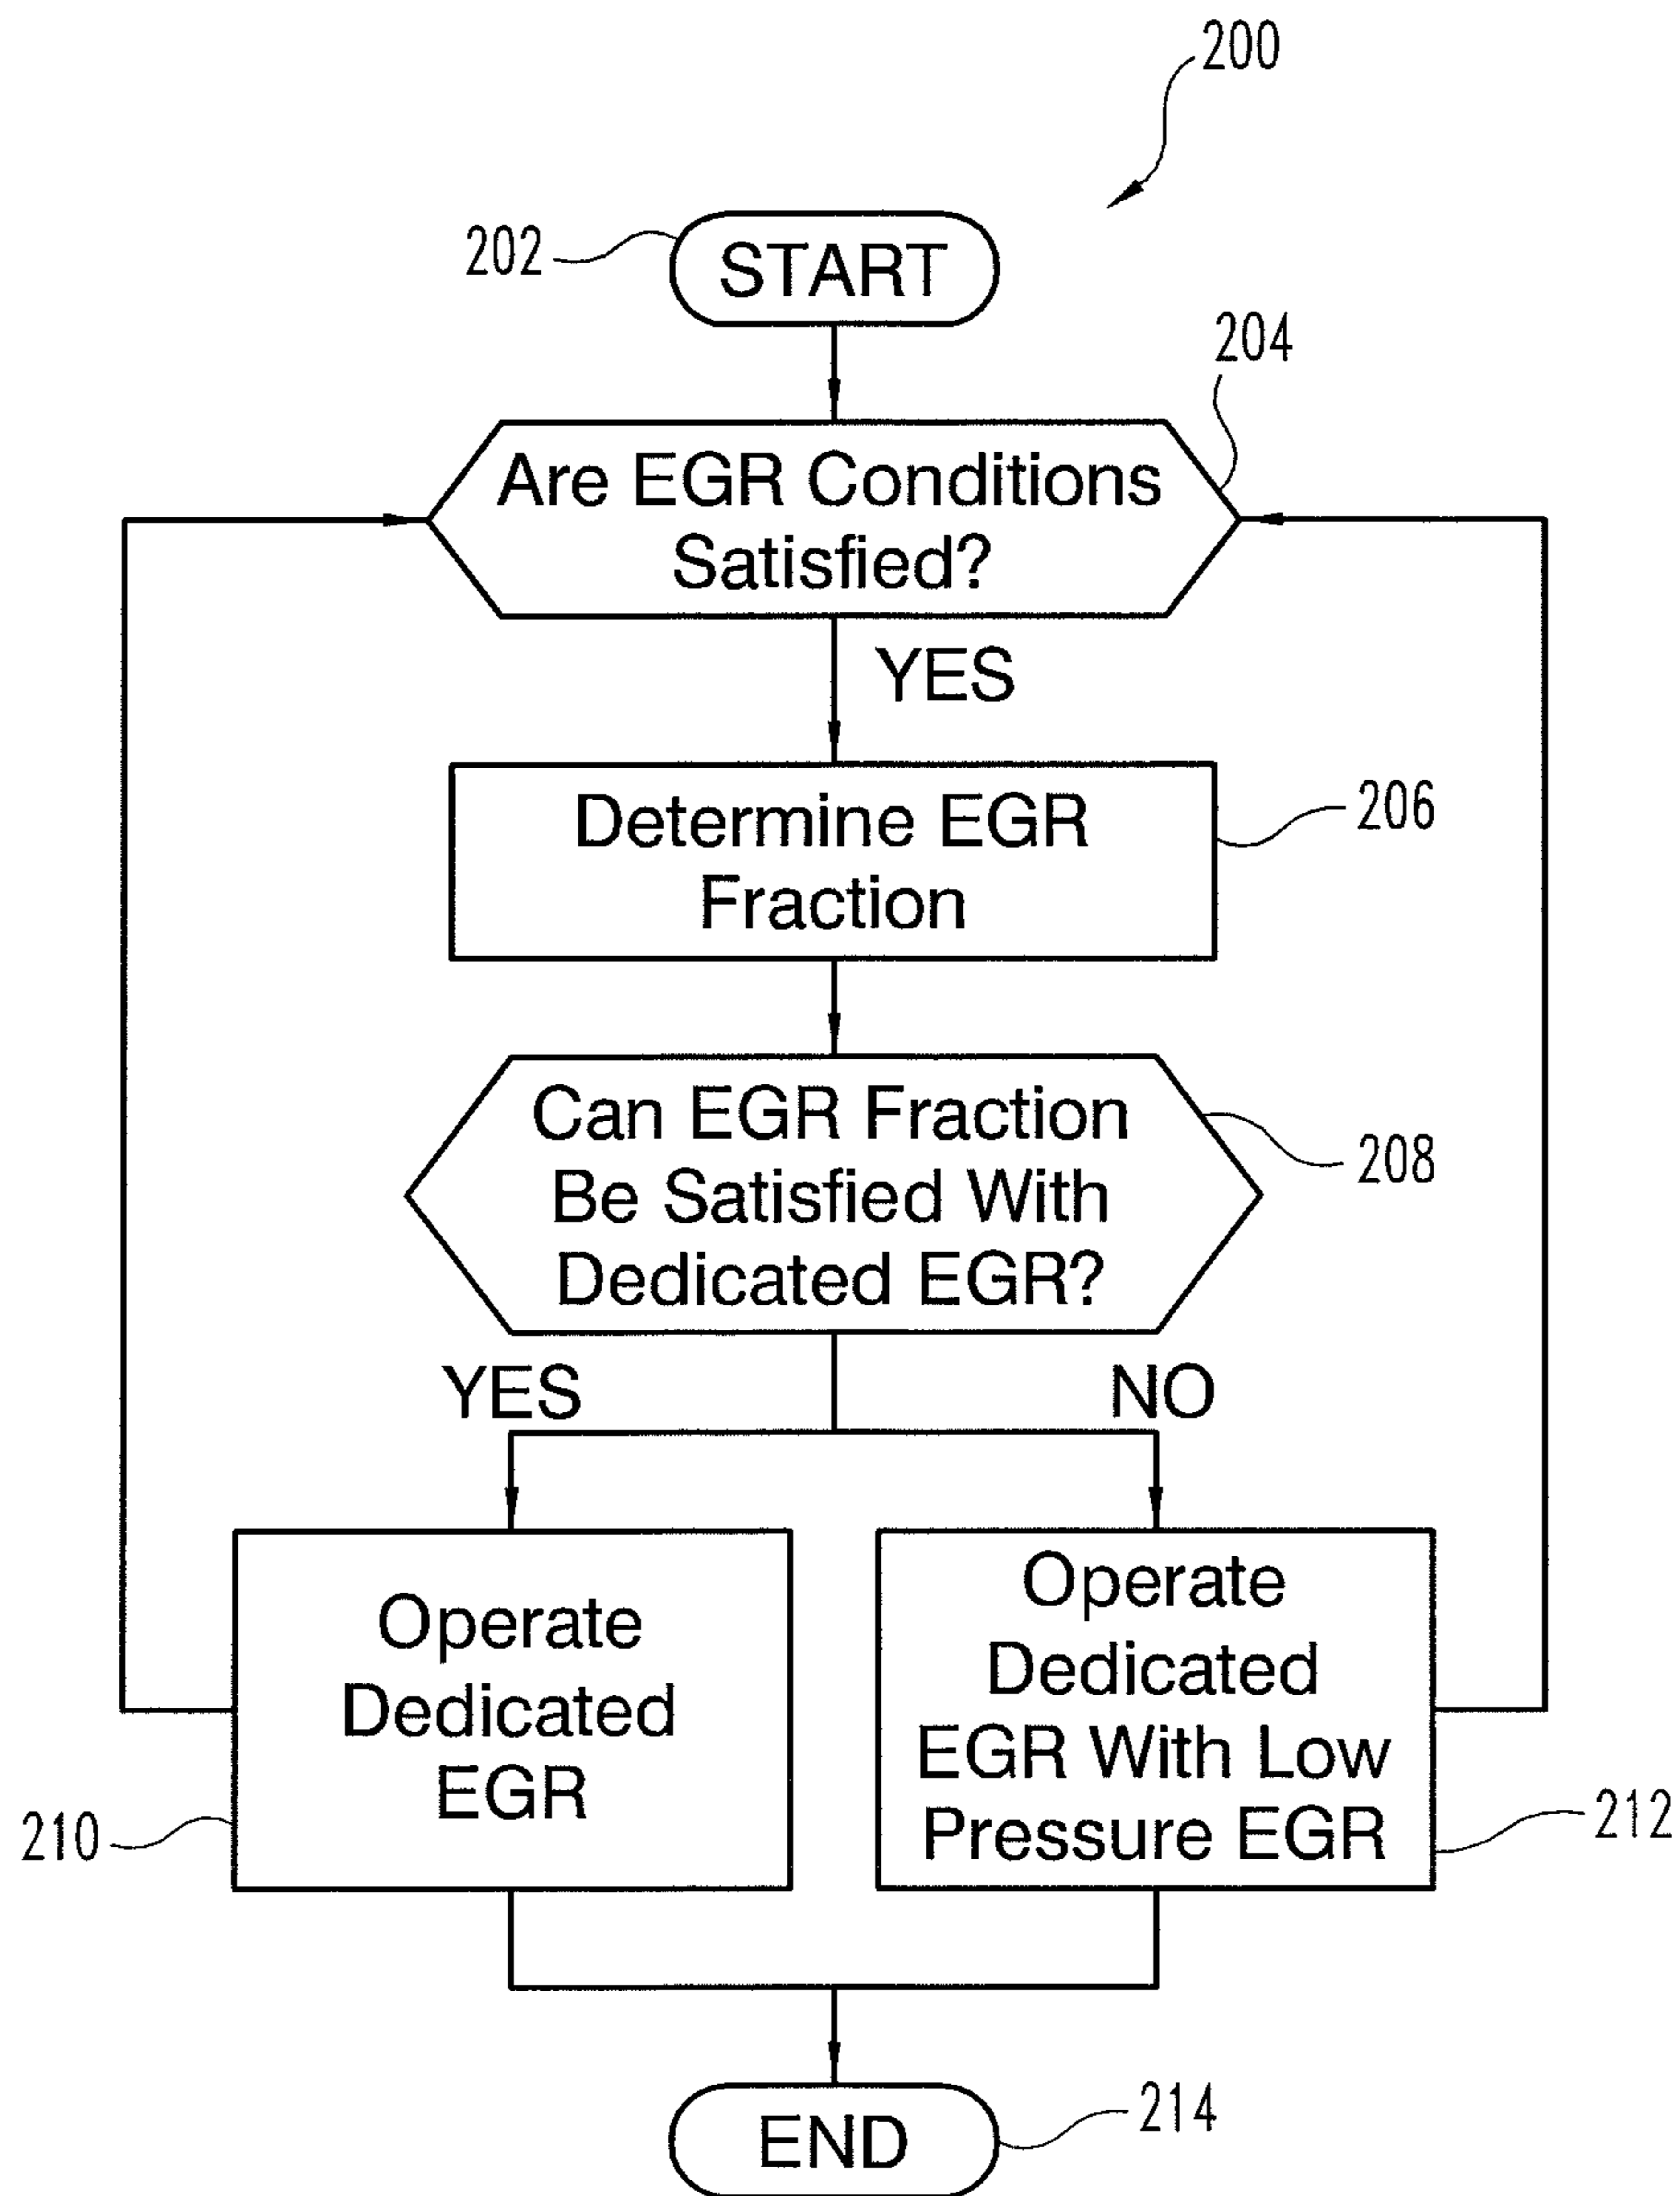 200
202
START
204
Are EGR Conditions
Satisfied?
YES
Determine EGR
Fraction
206
Can EGR Fraction
Be Satisfied With
Dedicated EGR?
208
YES
NO
Operate
Dedicated
EGR
210
Operate
Dedicated
EGR With Low
Pressure EGR
212
END
214